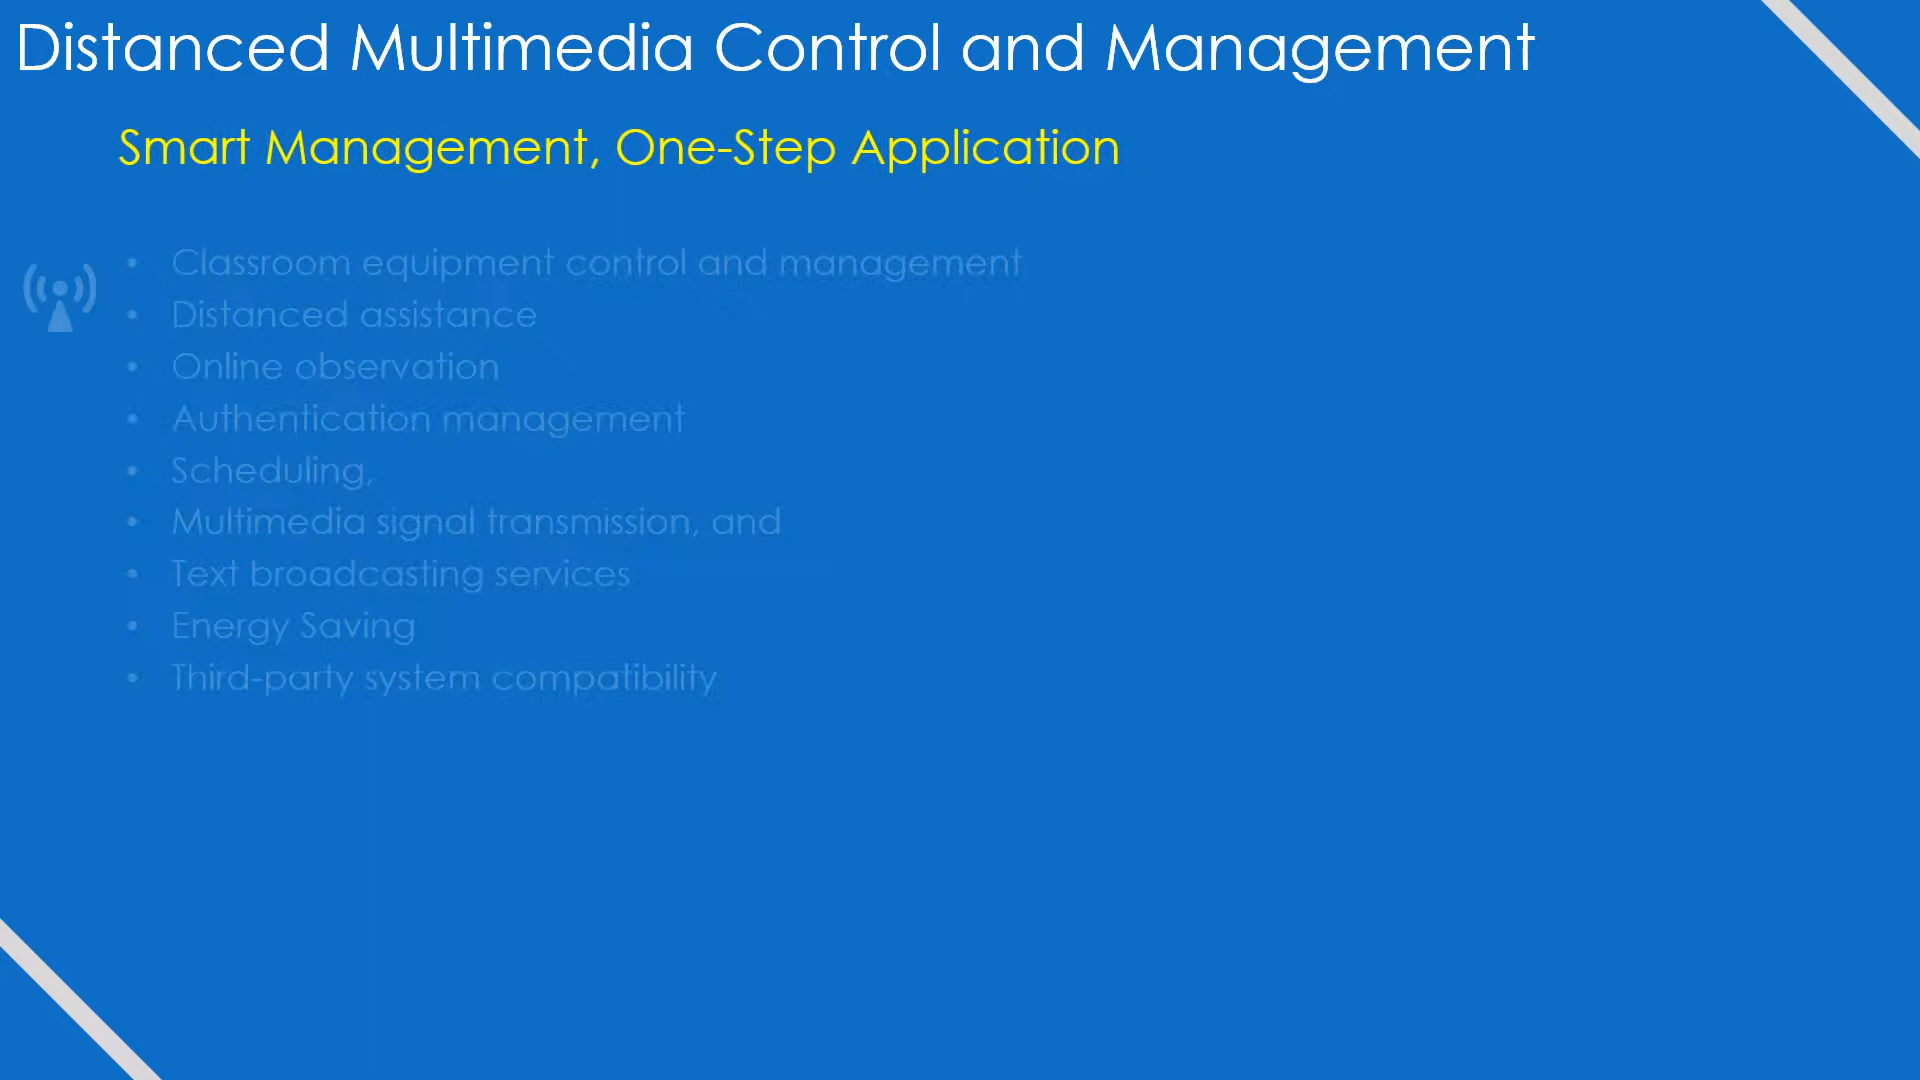 Distanced Multimedia Control and Management
Smart Management, One-Step Application
• Classroom equipment control and management
• Distanced assistance
• Online observation
• Authentication management
• Scheduling,
• Multimedia signal transmission, and
• Text broadcasting services
• Energy Saving
• Third-party system compatibility